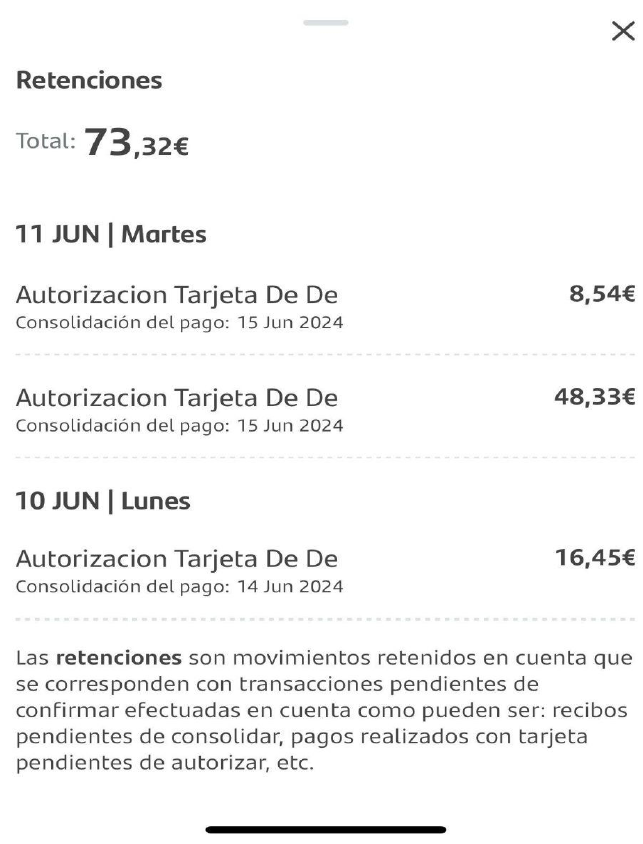 Retenciones
Total: 73,32€
11 JUN | Martes
Autorizacion Tarjeta De De 8,54€
Consolidación del pago: 15 Jun 2024
Autorizacion Tarjeta De De 48,33€
Consolidación del pago: 15 Jun 2024
10 JUN | Lunes
Autorizacion Tarjeta De De 16,45€
Consolidación del pago: 14 Jun 2024
Las retenciones son movimientos retenidos en cuenta que
se corresponden con transacciones pendientes de
confirmar efectuadas en cuenta como pueden ser: recibos
pendientes de consolidar, pagos realizados con tarjeta
pendientes de autorizar, etc.